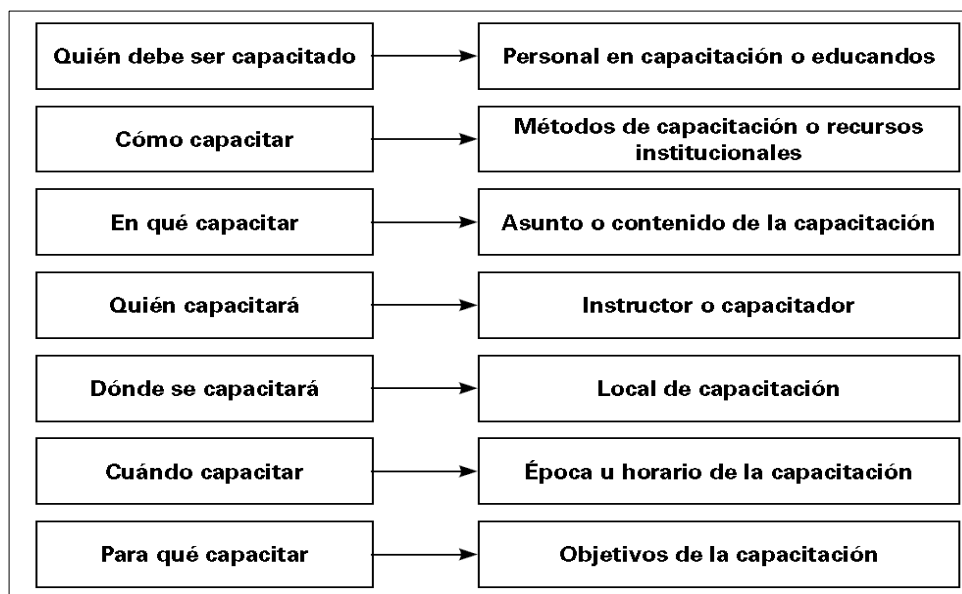 Quién debe ser capacitado
Personal en capacitación o educandos
Cómo capacitar
Métodos de capacitación o recursos
institucionales
En qué capacitar
Asunto o contenido de la capacitación
Quién capacitará
Instructor o capacitador
Dónde se capacitará
Local de capacitación
Cuándo capacitar
Época u horario de la capacitación
Para qué capacitar
Objetivos de la capacitación